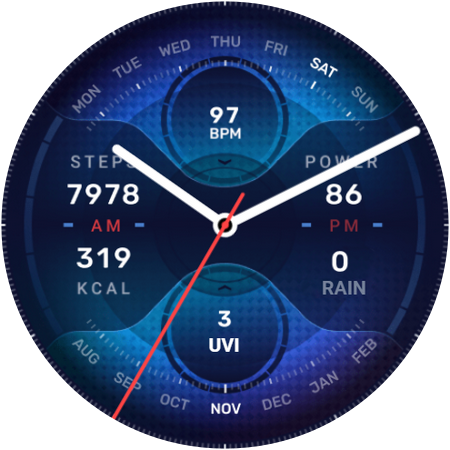 MON TUE WED THU FRI SAT SUN
97
BPM
STEPS
7978
AM
319
KCAL
POWER
86
PM
0
RAIN
3
UVI
AUG SEP OCT NOV DEC JAN FEB